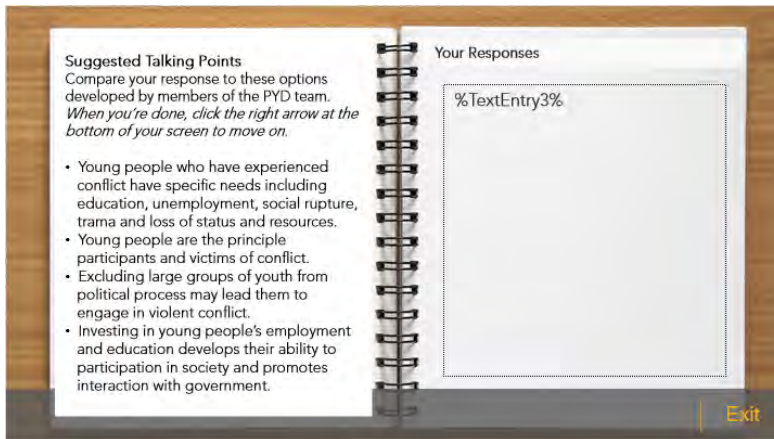 Suggested Talking Points
Compare your response to these options
developed by members of the PYD team.
When you're done, click the right arrow at the
bottom of your screen to move on.
• Young people who have experienced
conflict have specific needs including
education, unemployment, social rupture,
trama and loss of status and resources.
• Young people are the principle
participants and victims of conflict.
• Excluding large groups of youth from
political process may lead them to
engage in violent conflict.
• Investing in young people's employment
and education develops their ability to
participation in society and promotes
interaction with government.
Your Responses
%TextEntry3%
Exit